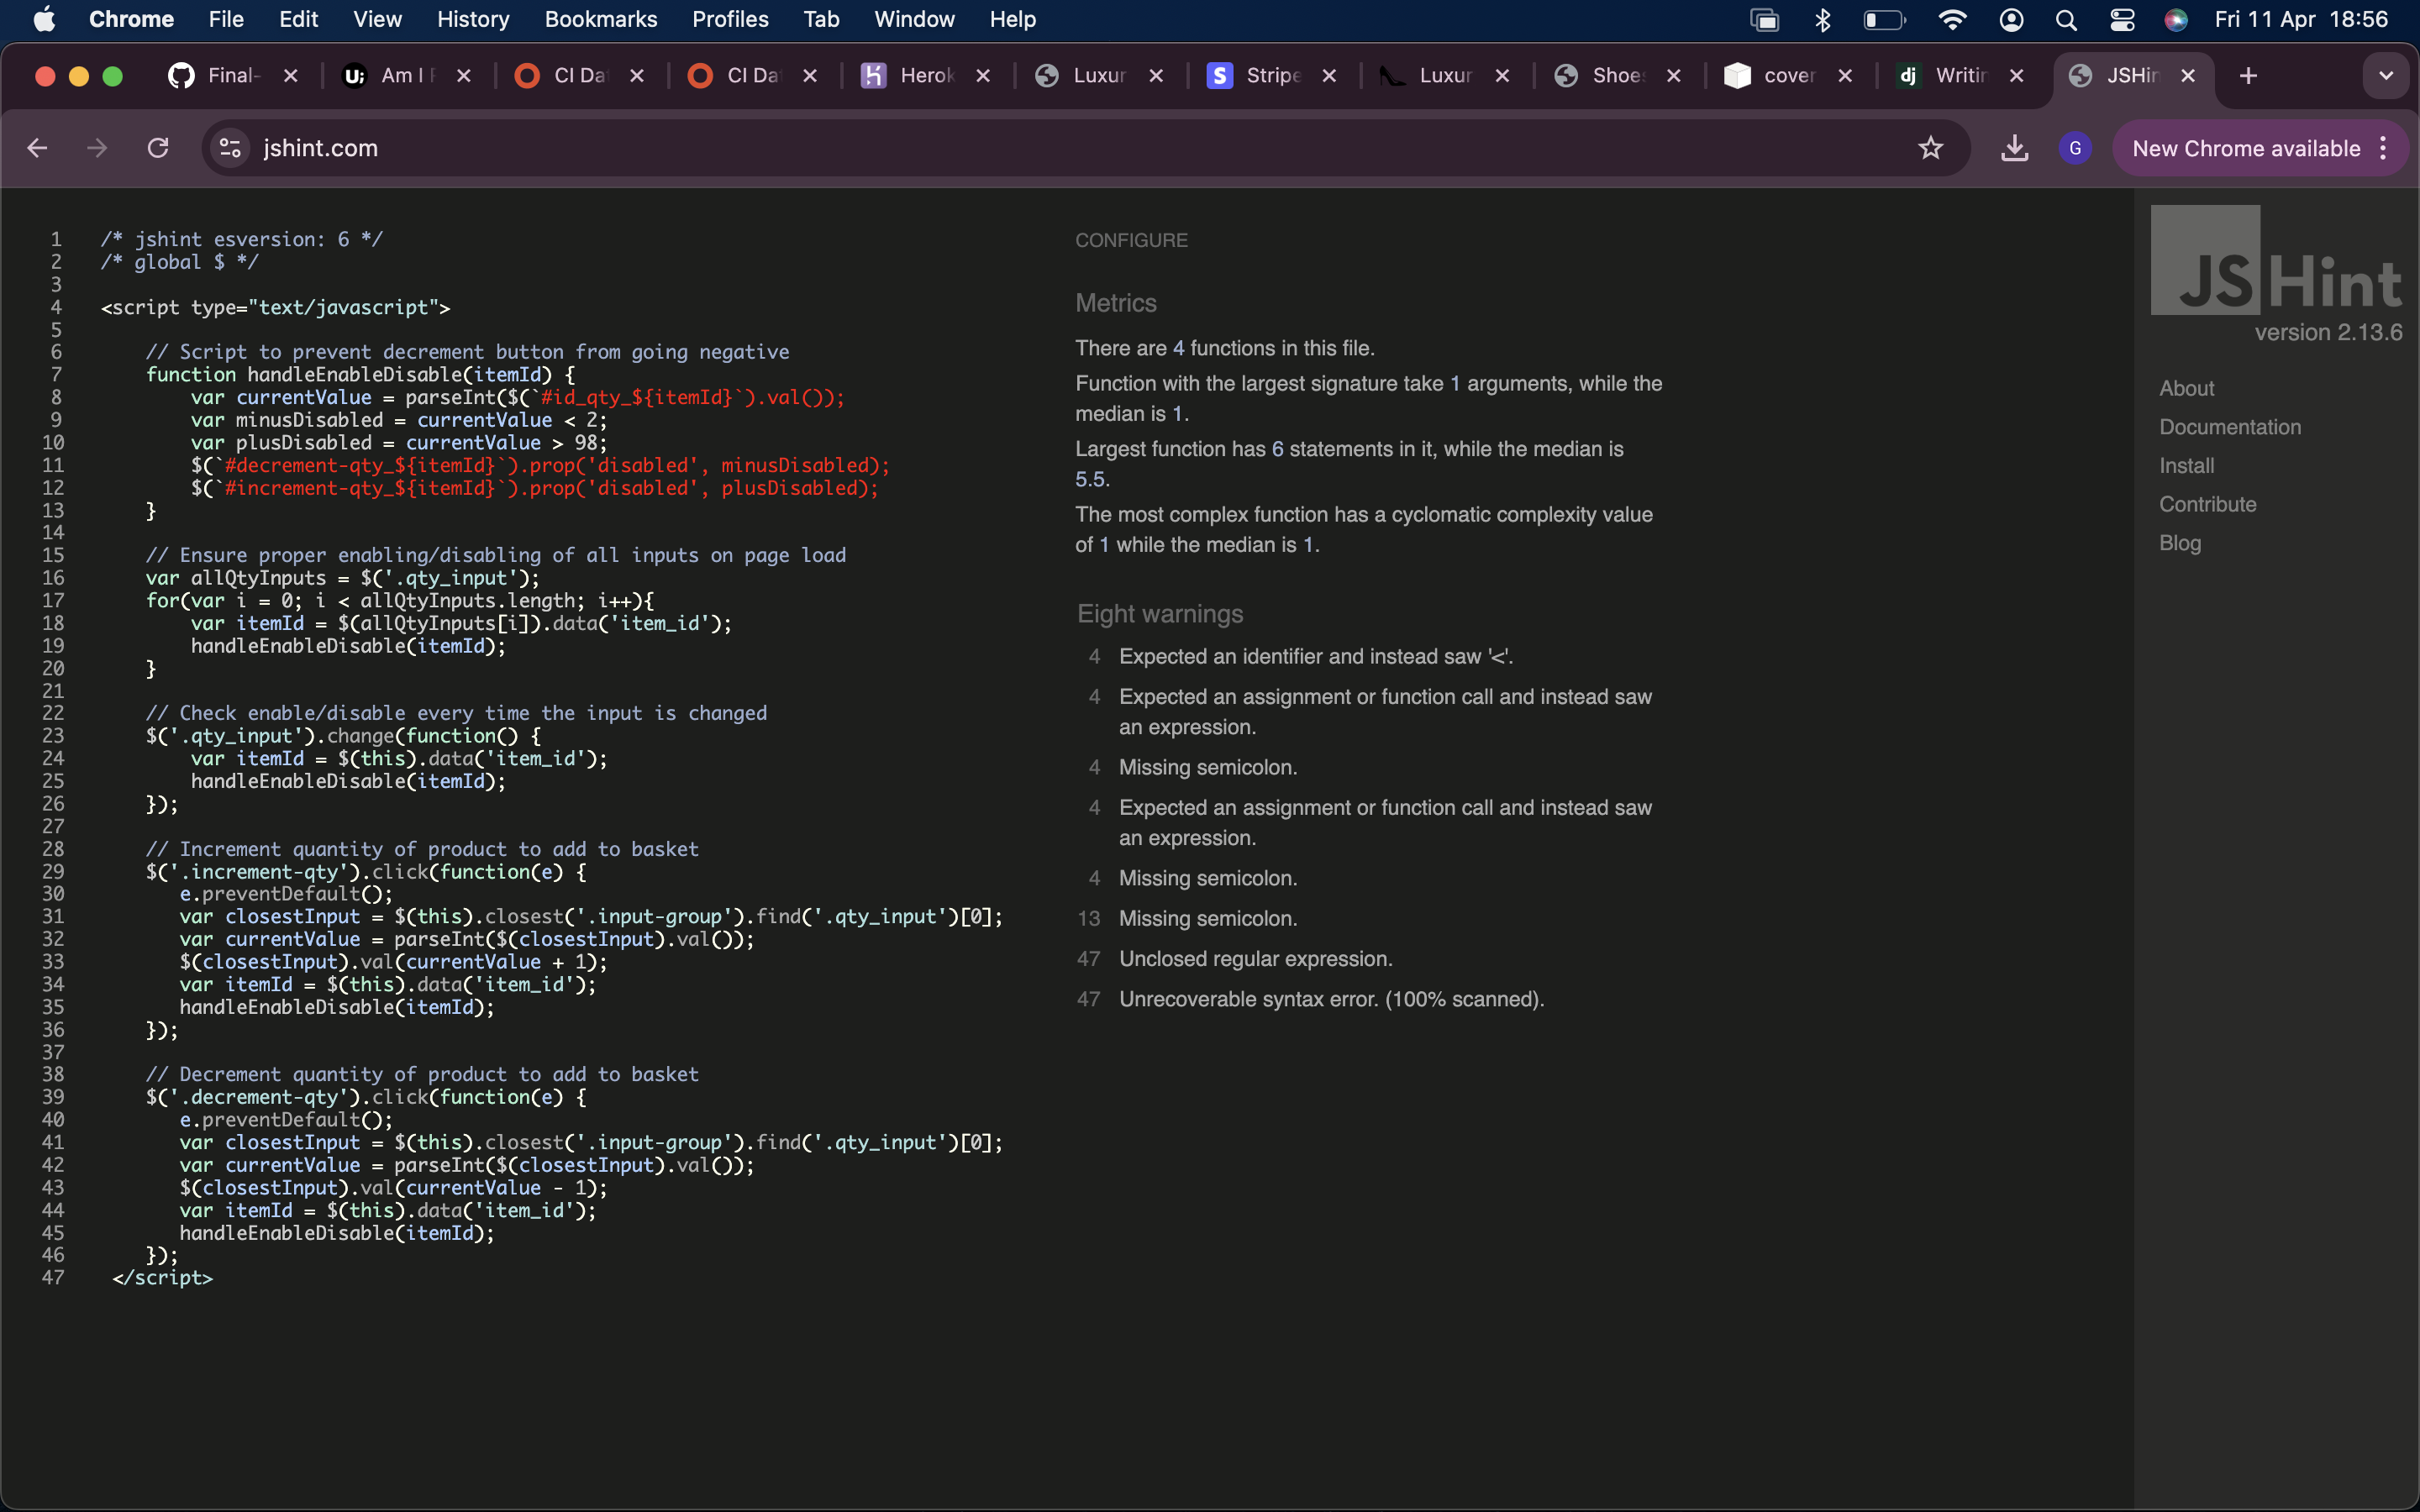 Chrome File Edit View History Bookmarks Profiles Tab Window Help Fri 11 Apr 18:56
Final- Am I CI Da CI Da Herok Luxur Stripe Luxur Shoes cover Writin JSHin
jshint.com New Chrome available
G
1 /* jshint esversion: 6 */
2 /* global $ */
3
4 <script type="text/javascript">
5
6 // Script to prevent decrement button from going negative
7 function handleEnableDisable(itemId) {
8 var currentValue = parseInt($(`#id_qty_${itemId}`).val());
9 var minusDisabled = currentValue < 2;
10 var plusDisabled = currentValue > 98;
11 $(`#decrement-qty_${itemId}`).prop('disabled', minusDisabled);
12 $(`#increment-qty_${itemId}`).prop('disabled', plusDisabled);
13 }
14
15 // Ensure proper enabling/disabling of all inputs on page load
16 var allQtyInputs = $('.qty_input');
17 for(var i = 0; i < allQtyInputs.length; i++){
18 var itemId = $(allQtyInputs[i]).data('item_id');
19 handleEnableDisable(itemId);
20 }
21
22 // Check enable/disable every time the input is changed
23 $('.qty_input').change(function() {
24 var itemId = $(this).data('item_id');
25 handleEnableDisable(itemId);
26 });
27
28 // Increment quantity of product to add to basket
29 $('.increment-qty').click(function(e) {
30 e.preventDefault();
31 var closestInput = $(this).closest('.input-group').find('.qty_input')[0];
32 var currentValue = parseInt($(closestInput).val());
33 $(closestInput).val(currentValue + 1);
34 var itemId = $(this).data('item_id');
35 handleEnableDisable(itemId);
36 });
37
38 // Decrement quantity of product to add to basket
39 $('.decrement-qty').click(function(e) {
40 e.preventDefault();
41 var closestInput = $(this).closest('.input-group').find('.qty_input')[0];
42 var currentValue = parseInt($(closestInput).val());
43 $(closestInput).val(currentValue - 1);
44 var itemId = $(this).data('item_id');
45 handleEnableDisable(itemId);
46 });
47 </script>
CONFIGURE
Metrics
There are 4 functions in this file.
Function with the largest signature take 1 arguments, while the
median is 1.
Largest function has 6 statements in it, while the median is
5.5.
The most complex function has a cyclomatic complexity value
of 1 while the median is 1.
Eight warnings
4 Expected an identifier and instead saw '<'.
4 Expected an assignment or function call and instead saw
an expression.
4 Missing semicolon.
4 Expected an assignment or function call and instead saw
an expression.
4 Missing semicolon.
13 Missing semicolon.
47 Unclosed regular expression.
47 Unrecoverable syntax error. (100% scanned).
JSHint
version 2.13.6
About
Documentation
Install
Contribute
Blog